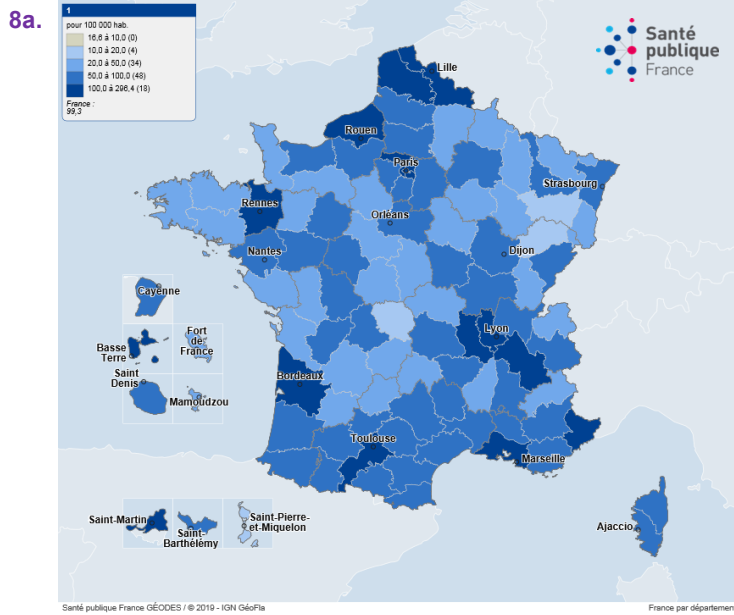 8a.
1
pour 100 000 hab.
16,6 à 10,0 (0)
10,0 à 20,0 (4)
20,0 à 50,0 (34)
50,0 à 100,0 (48)
100,0 à 296,4 (18)
France :
99,3
Santé
publique
France
Lille
Rouen
Paris
Strasbourg
Rennes
Orléans
Nantes
Dijon
Cayenne
Lyon
Basse
Terre
Fort
de
France
Saint
Denis
Mamoudzou
Bordeaux
Toulouse
Marseille
Saint-Martin
Saint-
Barthélémy
Saint-Pierre-
et-Miquelon
Ajaccio
Santé publique France GÉODES / © 2019 - IGN GéoFla
France par département